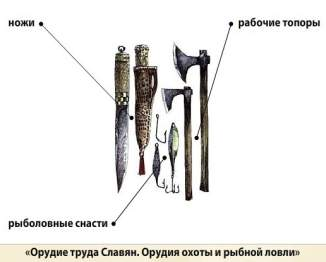 ножи
рабочие топоры
рыболовные снасти
«Орудие труда Славян. Орудия охоты и рыбной ловли»